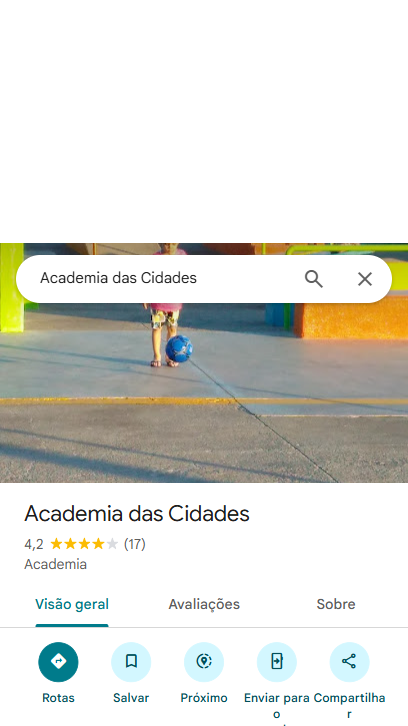 Academia das Cidades
Academia das Cidades
4,2 (17)
Academia
Visão geral Avaliações Sobre
Rotas Salvar Próximo Enviar para o Compartilhar